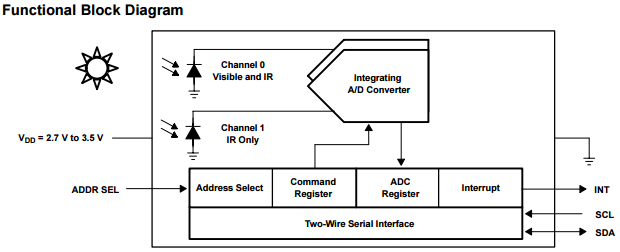 Functional Block Diagram
Channel 0
Visible and IR
Integrating
A/D Converter
Channel 1
IR Only
VDD = 2.7 V to 3.5 V
ADDR SEL
Address Select
Command
Register
ADC
Register
Interrupt
INT
Two-Wire Serial Interface
SCL
SDA